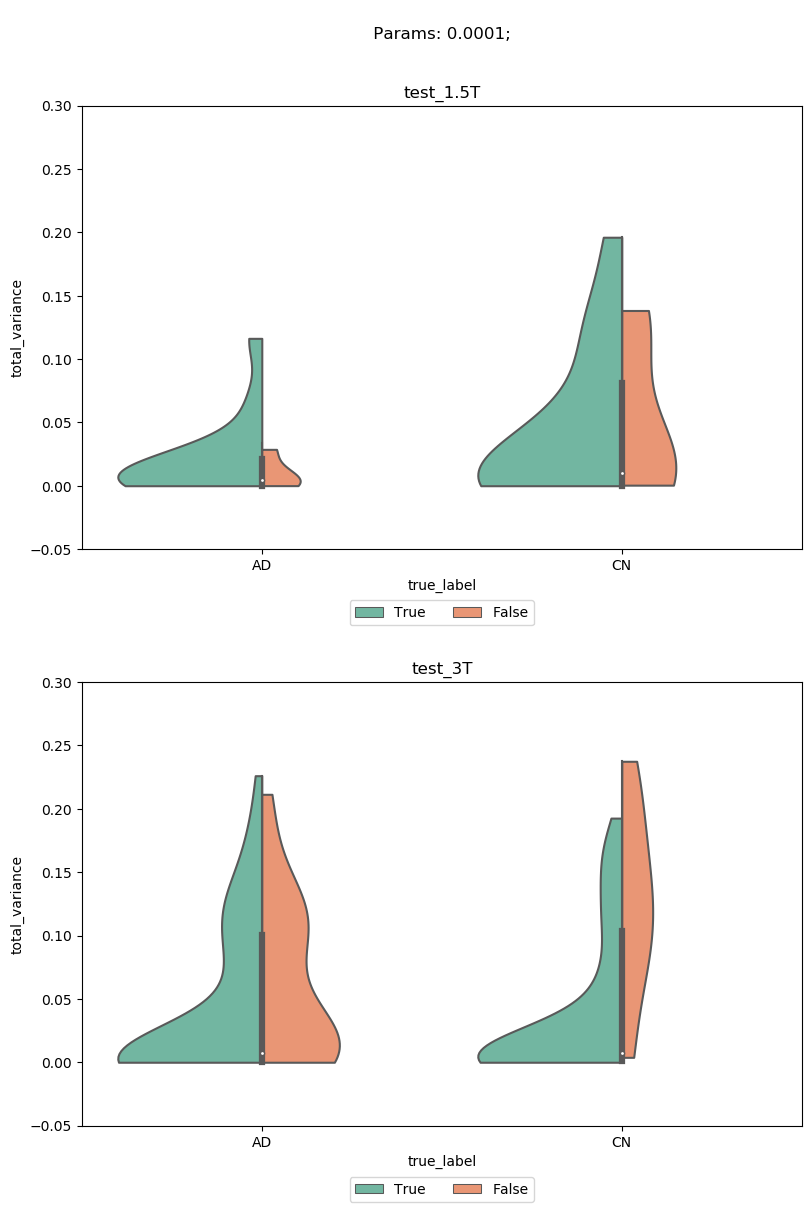 Params: 0.0001;
test_1.5T
0.30
0.25
0.20
0.15
0.10
0.05
0.00
−0.05
total_variance
AD CN
true_label
True False
test_3T
0.30
0.25
0.20
0.15
0.10
0.05
0.00
−0.05
total_variance
AD CN
true_label
True False